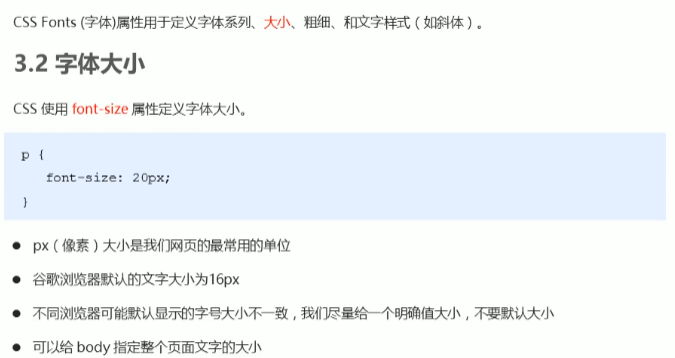 CSS Fonts (字体)属性用于定义字体系列、大小、粗细、和文字样式（如斜体）。
3.2 字体大小
CSS 使用 font-size 属性定义字体大小。
p {
font-size: 20px;
}
● px（像素）大小是我们网页的最常用的单位
● 谷歌浏览器默认的文字大小为16px
● 不同浏览器可能默认显示的字号大小不一致，我们尽量给一个明确值大小，不要默认大小
● 可以给 body 指定整个页面文字的大小